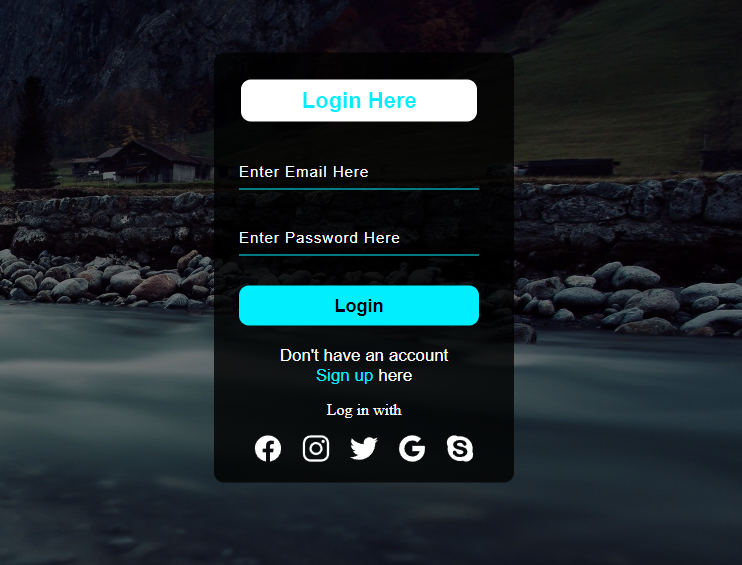 Login Here
Enter Email Here
Enter Password Here
Login
Don't have an account
Sign up here
Log in with